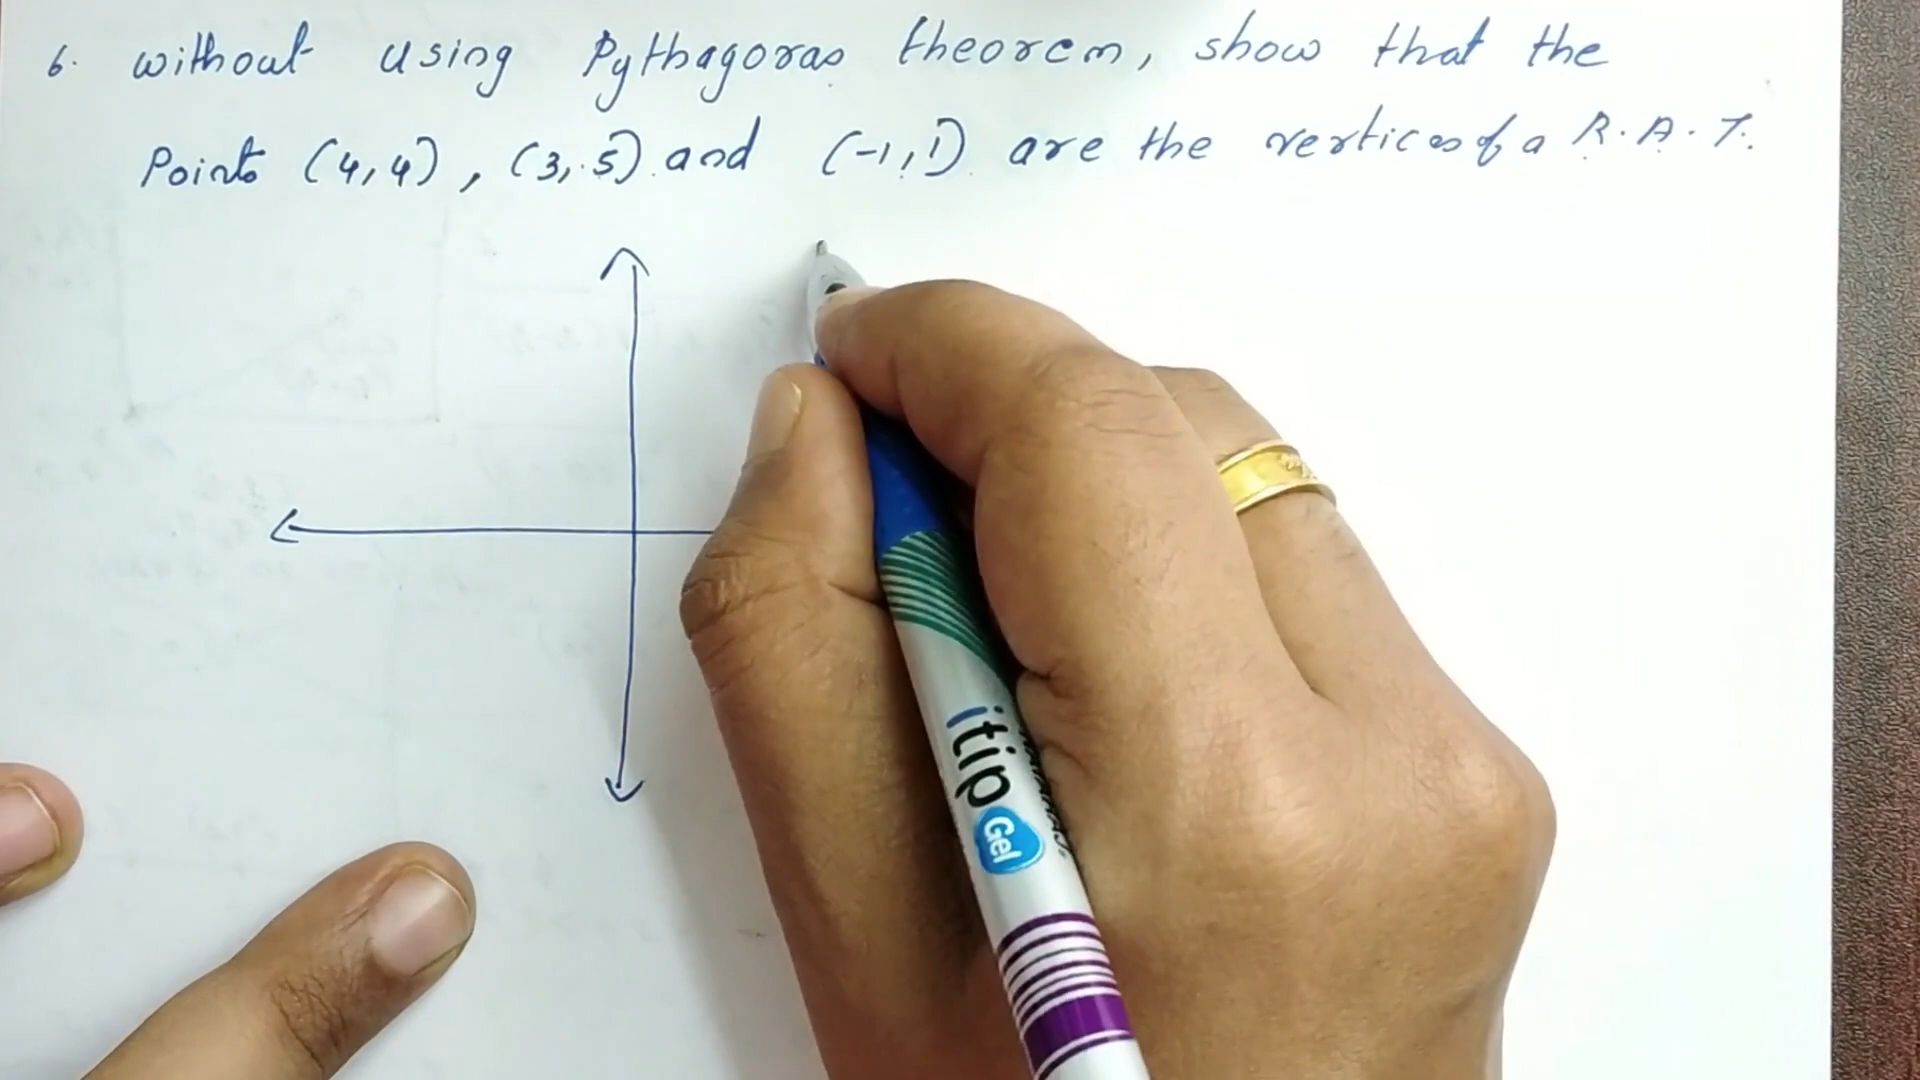 6. without using Pythagoras theorem, show that the
Points (4,4), (3,5) and (-1,1) are the vertices of a R.A.T.
itip
Gel